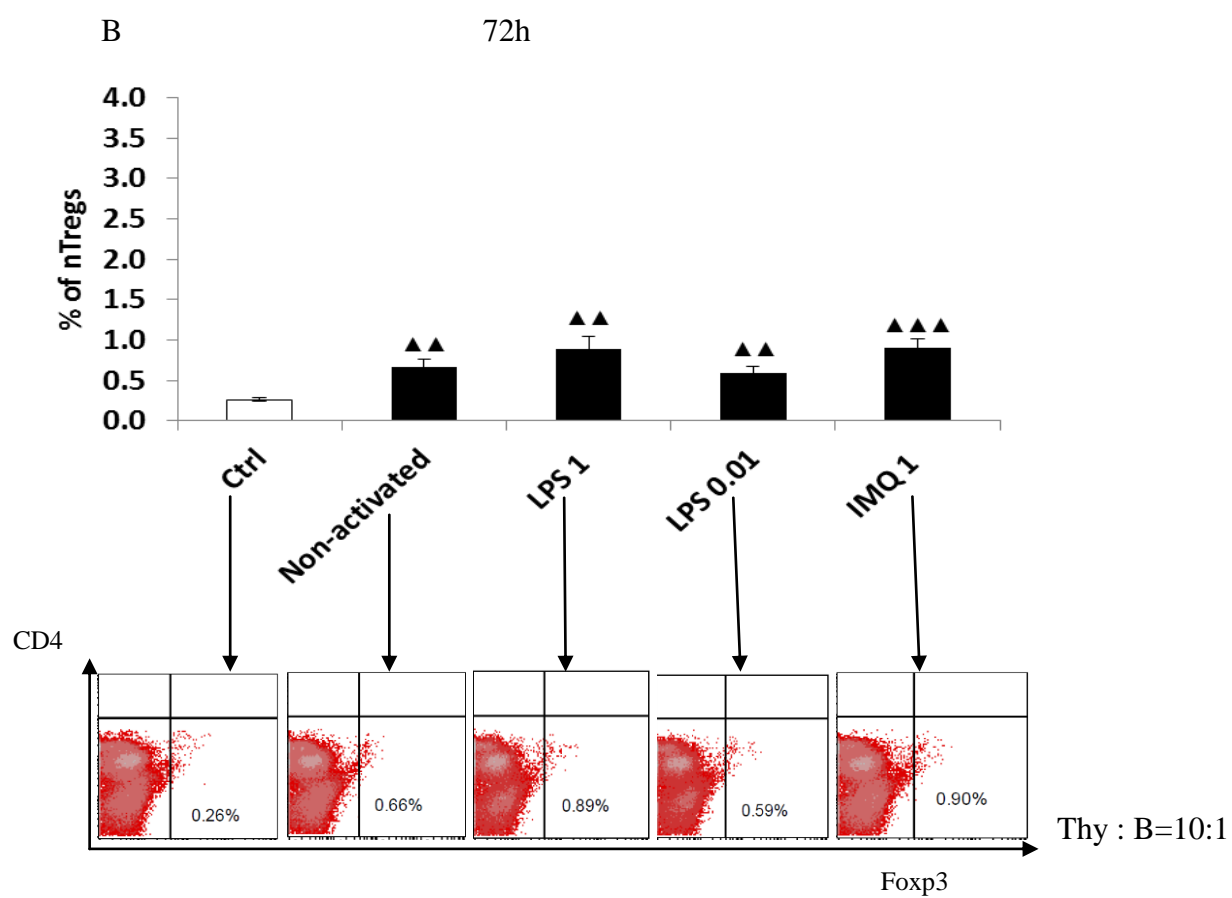 B 72h
4.0
3.5
3.0
2.5
2.0
1.5
1.0
0.5
0.0
% of nTregs
▲▲ ▲▲ ▲▲ ▲▲▲
Ctrl Non-activated LPS 1 LPS 0.01 IMQ 1
CD4
0.26% 0.66% 0.89% 0.59% 0.90%
Thy : B=10:1
Foxp3